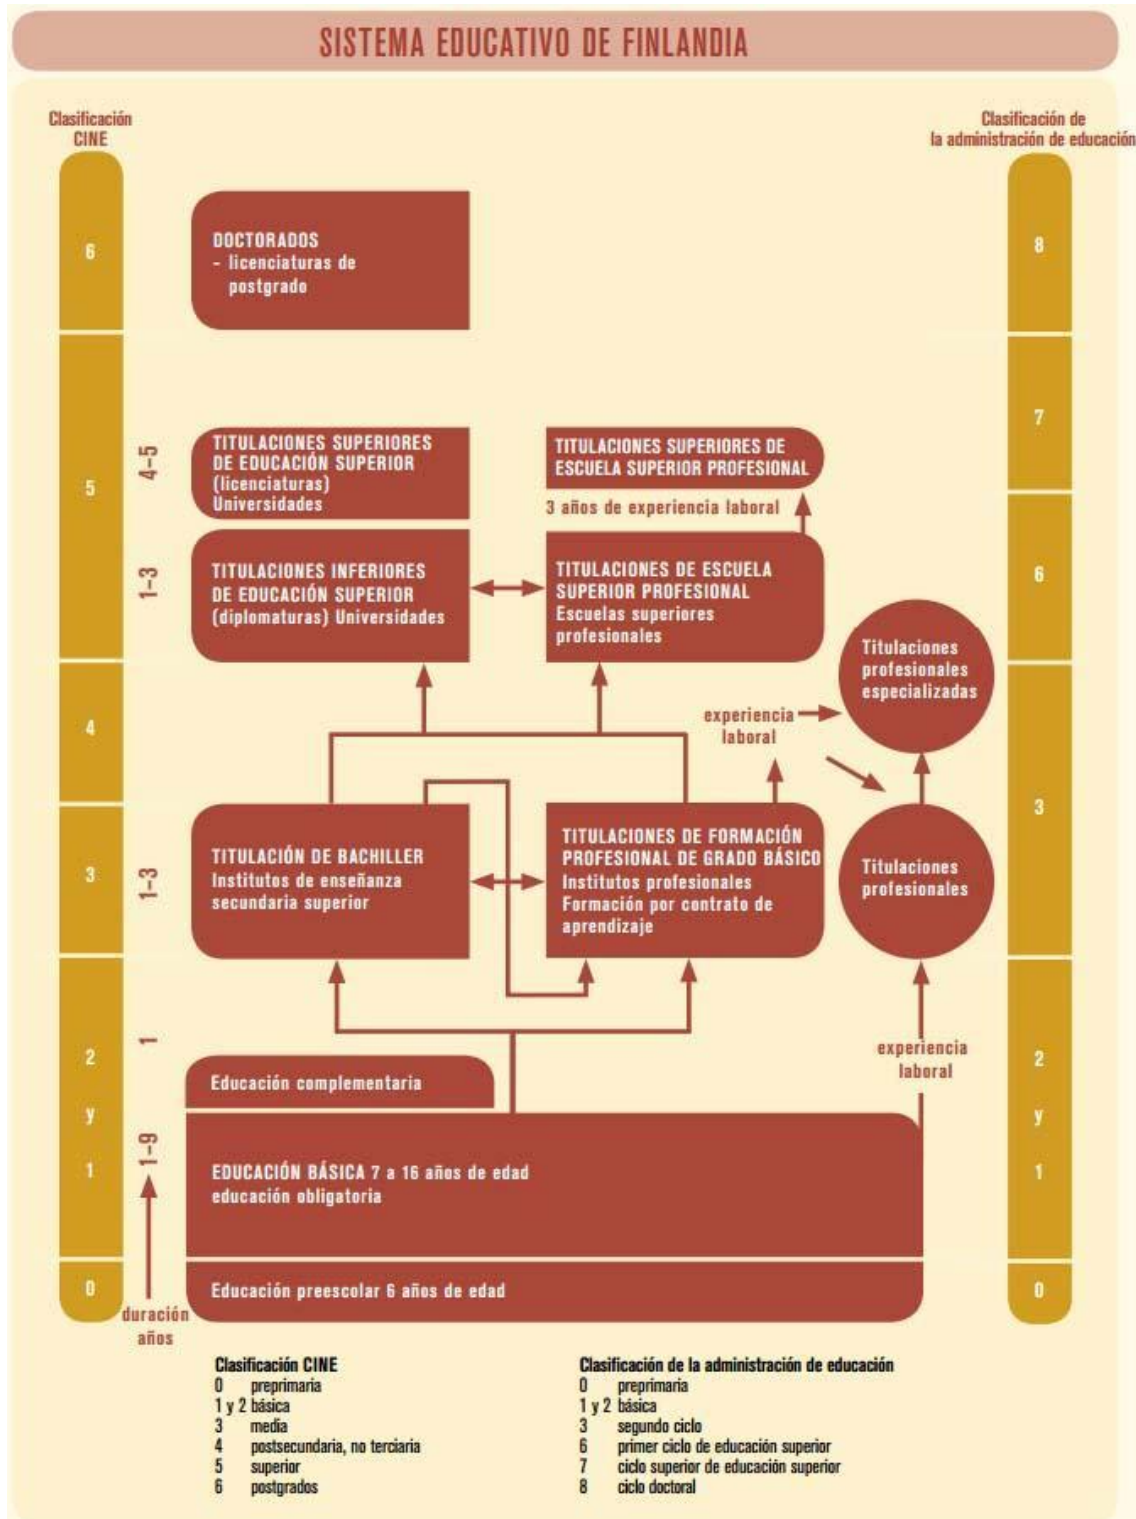 SISTEMA EDUCATIVO DE FINLANDIA
Clasificación
CINE
Clasificación de
la administración de educación
6
5
4
3
2
y
1
0
4-5
1-3
1-3
1
1-9
duración
años
DOCTORADOS
- licenciaturas de
postgrado
TITULACIONES SUPERIORES
DE EDUCACIÓN SUPERIOR
(licenciaturas)
Universidades
TITULACIONES SUPERIORES DE
ESCUELA SUPERIOR PROFESIONAL
3 años de experiencia laboral
TITULACIONES INFERIORES
DE EDUCACIÓN SUPERIOR
(diplomaturas) Universidades
TITULACIONES DE ESCUELA
SUPERIOR PROFESIONAL
Escuelas superiores
profesionales
Titulaciones
profesionales
especializadas
experiencia
laboral
TITULACIÓN DE BACHILLER
Institutos de enseñanza
secundaria superior
TITULACIONES DE FORMACIÓN
PROFESIONAL DE GRADO BÁSICO
Institutos profesionales
Formación por contrato de
aprendizaje
Titulaciones
profesionales
experiencia
laboral
Educación complementaria
EDUCACIÓN BÁSICA 7 a 16 años de edad
educación obligatoria
Educación preescolar 6 años de edad
8
7
6
3
2
y
1
0
Clasificación CINE
0 preprimaria
1 y 2 básica
3 media
4 postsecundaria, no terciaria
5 superior
6 postgrados
Clasificación de la administración de educación
0 preprimaria
1 y 2 básica
3 segundo ciclo
6 primer ciclo de educación superior
7 ciclo superior de educación superior
8 ciclo doctoral